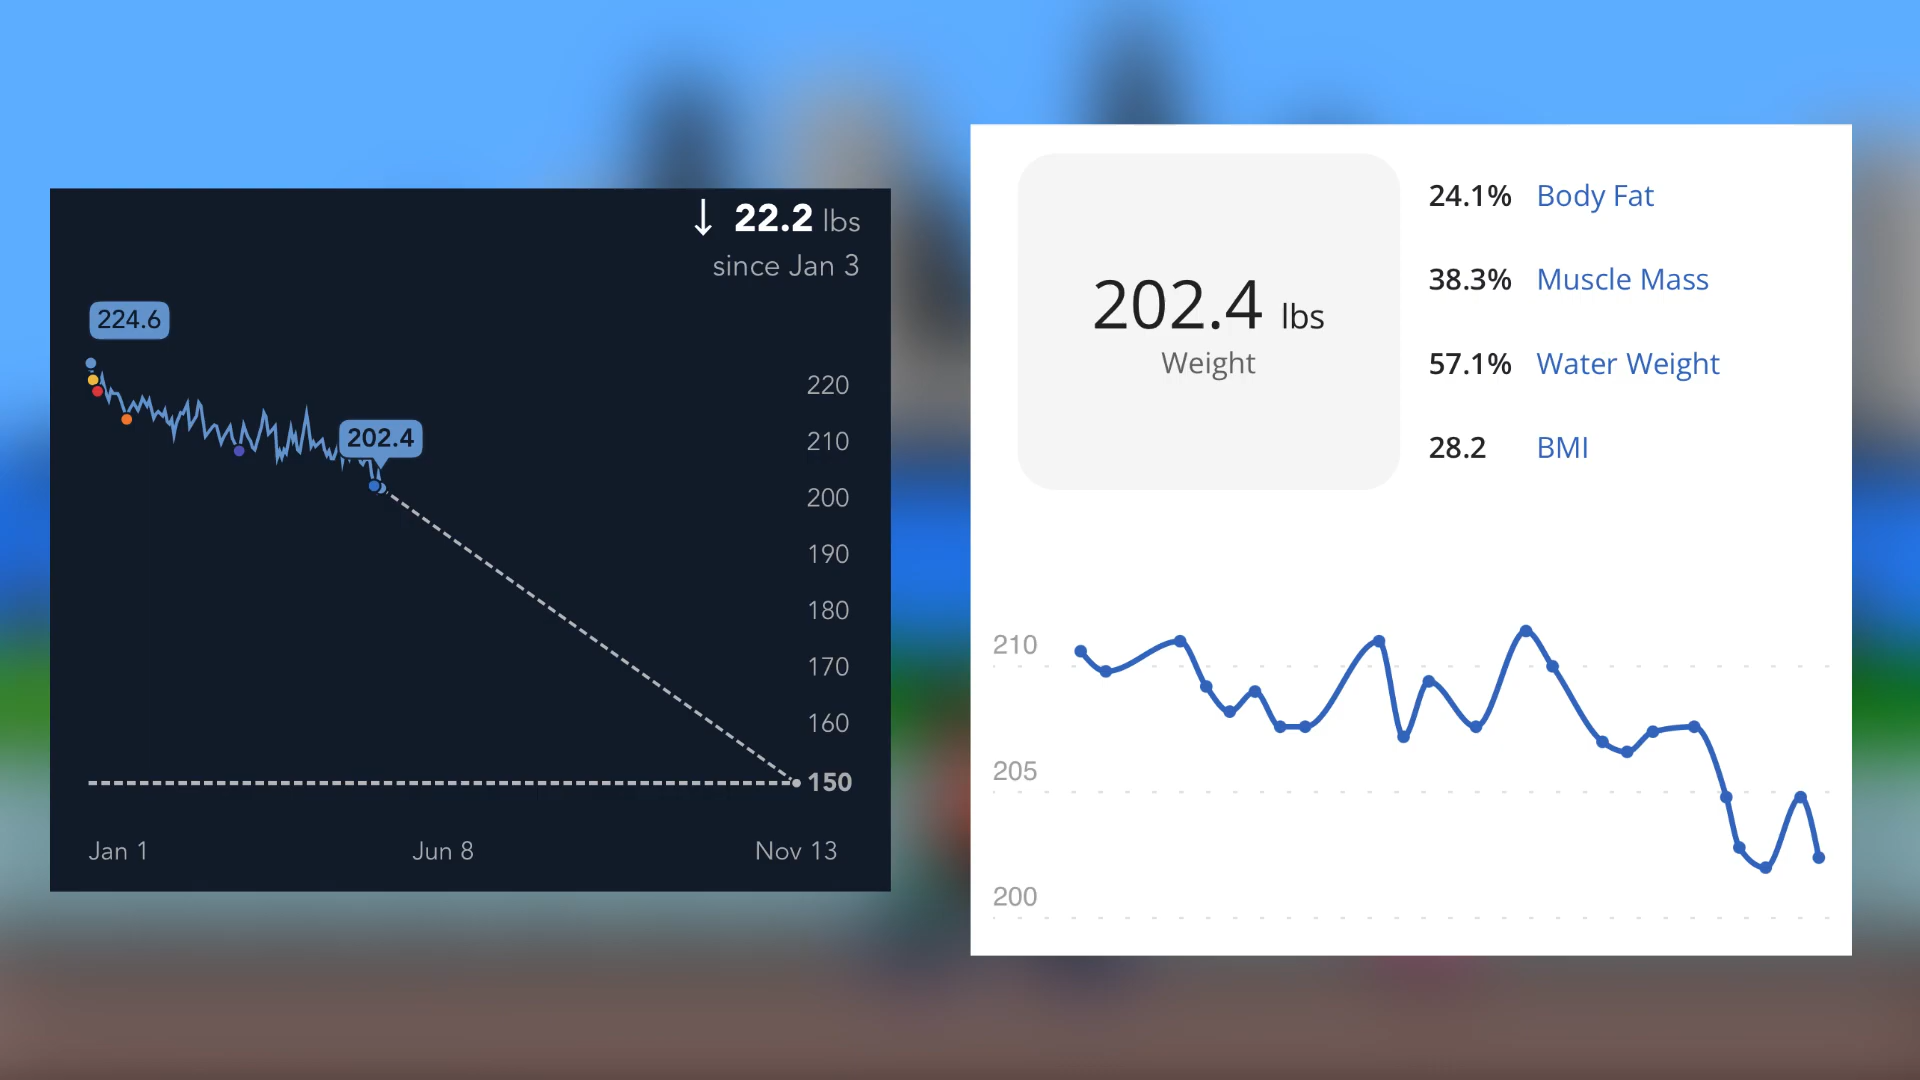 ↓ 22.2 lbs
since Jan 3
224.6
202.4
220
210
200
190
180
170
160
150
Jan 1 Jun 8 Nov 13
202.4 lbs
Weight
24.1% Body Fat
38.3% Muscle Mass
57.1% Water Weight
28.2 BMI
210
205
200